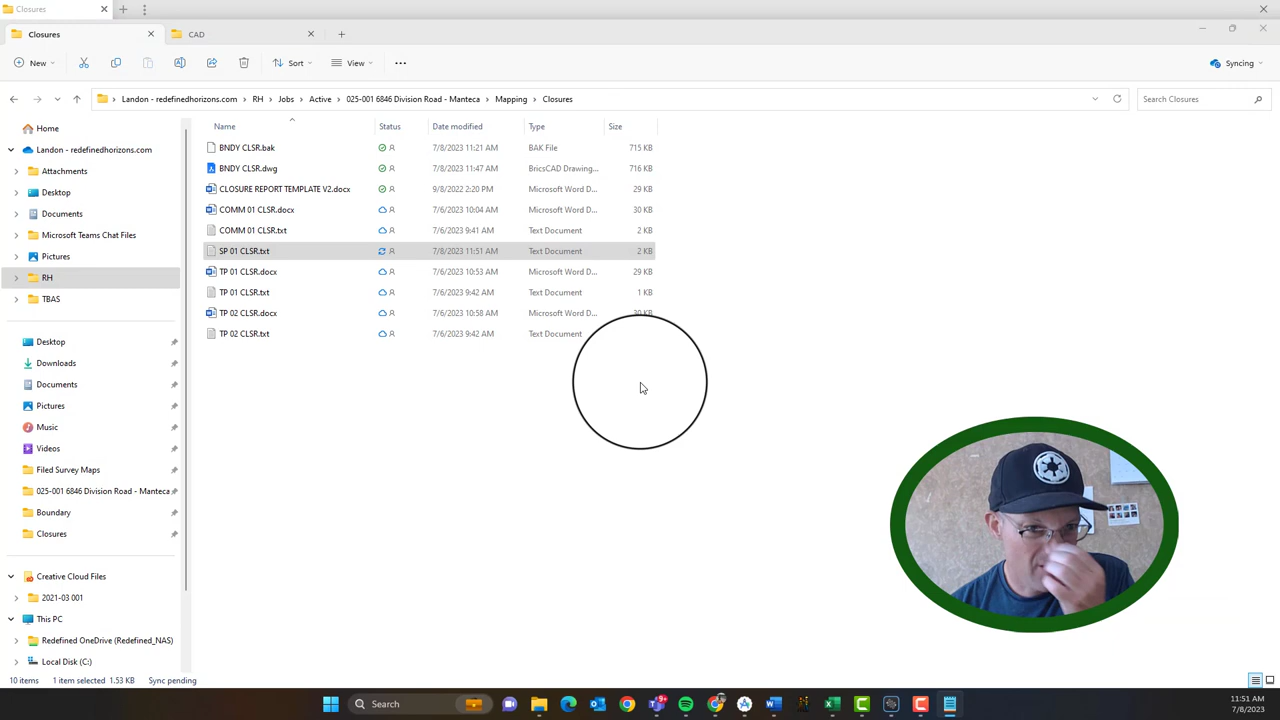 Closures
Closures
CAD
New
Sort
View
Syncing
Landon - redefinedhorizons.com
RH
Jobs
Active
025-001 6846 Division Road - Manteca
Mapping
Closures
Search Closures
Name
Status
Date modified
Type
Size
BNDY CLSR.bak 7/8/2023 11:21 AM BAK File 715 KB
BNDY CLSR.dwg 7/8/2023 11:47 AM BricsCAD Drawing... 716 KB
CLOSURE REPORT TEMPLATE V2.docx 9/8/2022 2:20 PM Microsoft Word D... 29 KB
COMM 01 CLSR.docx 7/6/2023 10:04 AM Microsoft Word D... 30 KB
COMM 01 CLSR.txt 7/6/2023 9:41 AM Text Document 2 KB
SP 01 CLSR.txt 7/8/2023 11:51 AM Text Document 2 KB
TP 01 CLSR.docx 7/6/2023 10:53 AM Microsoft Word D... 29 KB
TP 01 CLSR.txt 7/6/2023 9:42 AM Text Document 1 KB
TP 02 CLSR.docx 7/6/2023 10:58 AM Microsoft Word D... 30 KB
TP 02 CLSR.txt 7/6/2023 9:42 AM Text Document
Home
Landon - redefinedhorizons.com
Attachments
Desktop
Documents
Microsoft Teams Chat Files
Pictures
RH
TBAS
Desktop
Downloads
Documents
Pictures
Music
Videos
Filed Survey Maps
025-001 6846 Division Road - Manteca
Boundary
Closures
Creative Cloud Files
2021-03 001
This PC
Redefined OneDrive (Redefined_NAS)
Local Disk (C:)
10 items
1 item selected 1.53 KB
Sync pending
Search
11:51 AM
7/8/2023